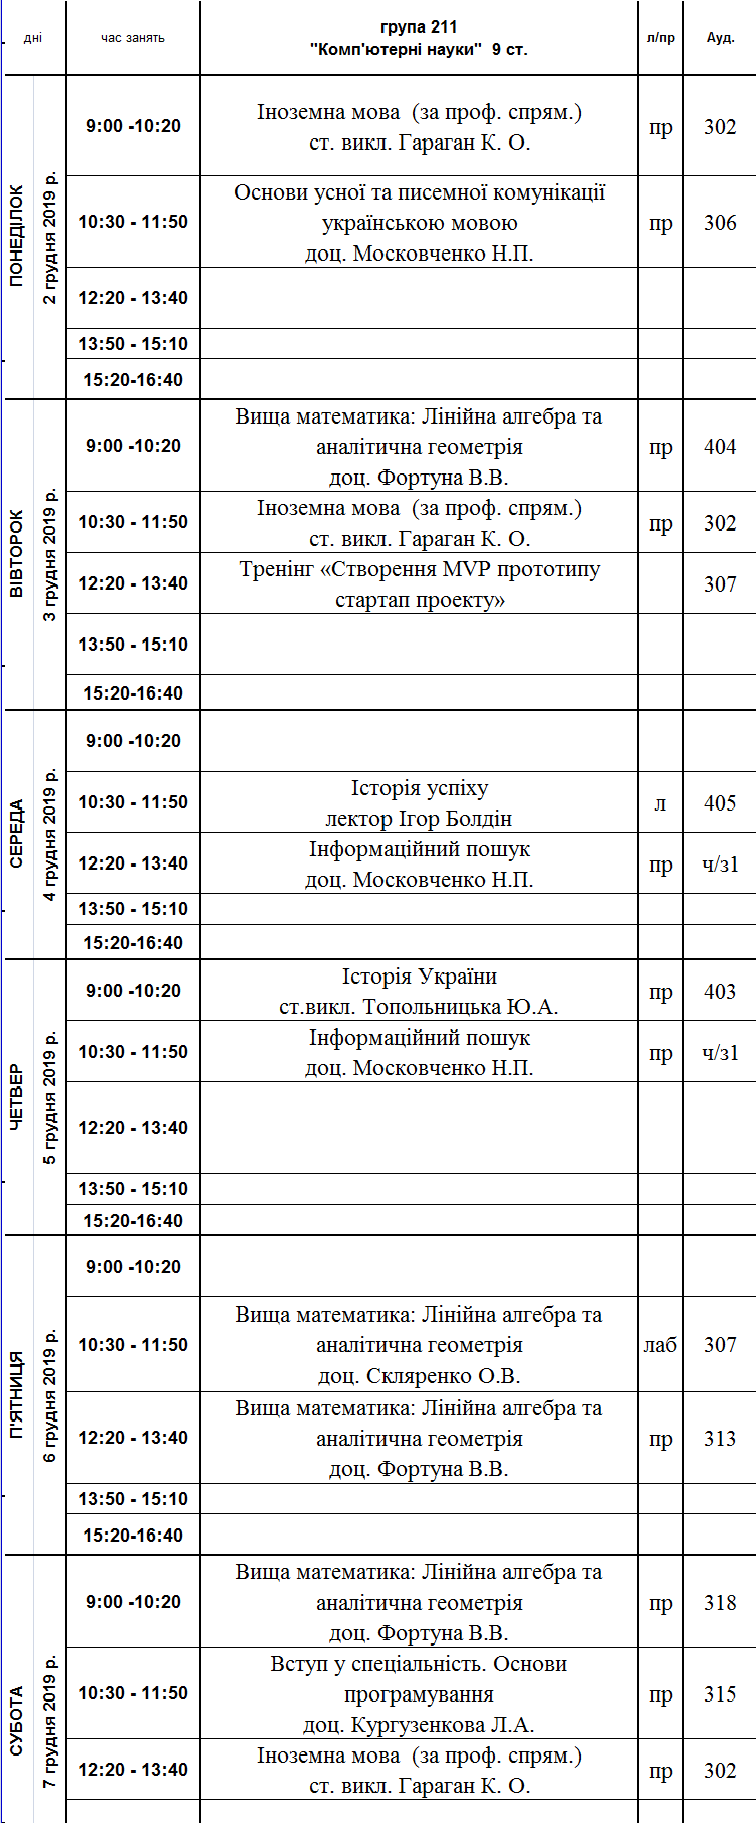 дні
час занять
група 211
"Комп'ютерні науки" 9 ст.
л/пр
Ауд.
ПОНЕДІЛОК
2 грудня 2019 р.
9:00 -10:20
Іноземна мова (за проф. спрям.)
ст. викл. Гараган К. О.
пр
302
10:30 - 11:50
Основи усної та писемної комунікації
українською мовою
доц. Московченко Н.П.
пр
306
12:20 - 13:40
13:50 - 15:10
15:20-16:40
ВІВТОРОК
3 грудня 2019 р.
9:00 -10:20
Вища математика: Лінійна алгебра та
аналітична геометрія
доц. Фортуна В.В.
пр
404
10:30 - 11:50
Іноземна мова (за проф. спрям.)
ст. викл. Гараган К. О.
пр
302
12:20 - 13:40
Тренінг «Створення MVP прототипу
стартап проекту»
307
13:50 - 15:10
15:20-16:40
СЕРЕДА
4 грудня 2019 р.
9:00 -10:20
10:30 - 11:50
Історія успіху
лектор Ігор Болдін
л
405
12:20 - 13:40
Інформаційний пошук
доц. Московченко Н.П.
пр
ч/з1
13:50 - 15:10
15:20-16:40
ЧЕТВЕР
5 грудня 2019 р.
9:00 -10:20
Історія України
ст.викл. Топольницька Ю.А.
пр
403
10:30 - 11:50
Інформаційний пошук
доц. Московченко Н.П.
пр
ч/з1
12:20 - 13:40
13:50 - 15:10
15:20-16:40
П'ЯТНИЦЯ
6 грудня 2019 р.
9:00 -10:20
10:30 - 11:50
Вища математика: Лінійна алгебра та
аналітична геометрія
доц. Скляренко О.В.
лаб
307
12:20 - 13:40
Вища математика: Лінійна алгебра та
аналітична геометрія
доц. Фортуна В.В.
пр
313
13:50 - 15:10
15:20-16:40
СУБОТА
7 грудня 2019 р.
9:00 -10:20
Вища математика: Лінійна алгебра та
аналітична геометрія
доц. Фортуна В.В.
пр
318
10:30 - 11:50
Вступ у спеціальність. Основи
програмування
доц. Кургузенкова Л.А.
пр
315
12:20 - 13:40
Іноземна мова (за проф. спрям.)
ст. викл. Гараган К. О.
пр
302